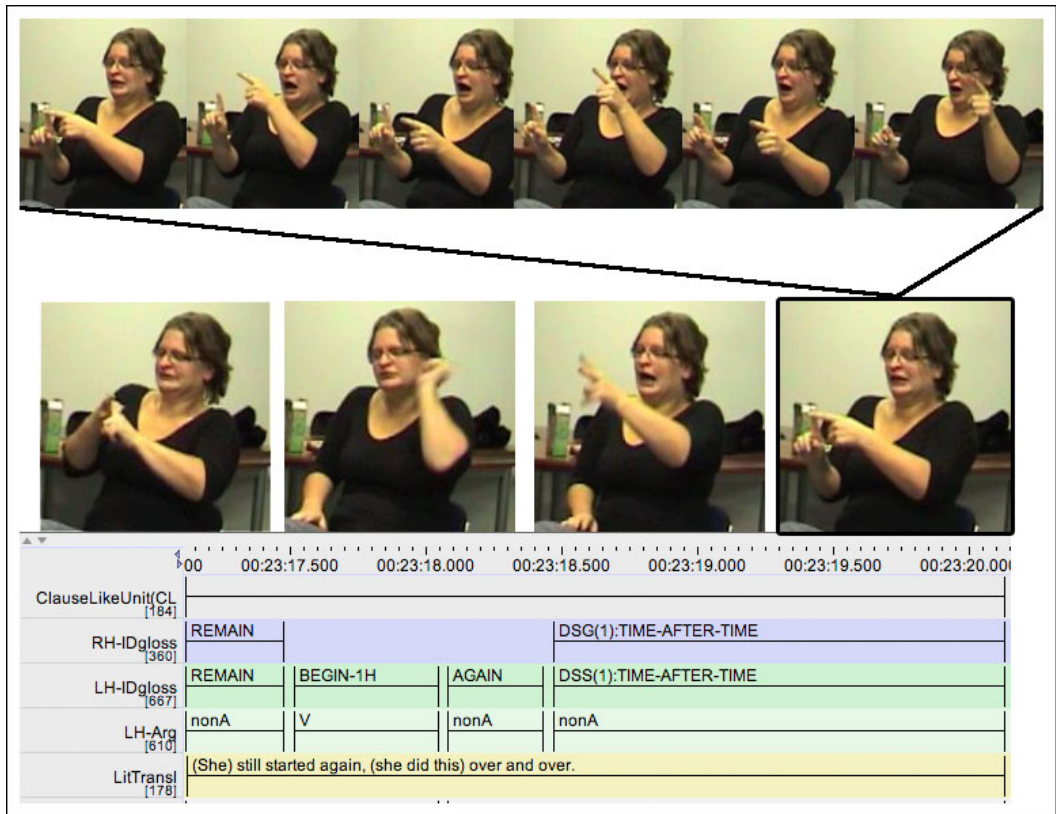 00 00:23:17.500 00:23:18.000 00:23:18.500 00:23:19.000 00:23:19.500 00:23:20.000
ClauseLikeUnit(CL
[184]
RH-IDgloss
[360]
REMAIN DSG(1):TIME-AFTER-TIME
LH-IDgloss
[667]
REMAIN BEGIN-1H AGAIN DSS(1):TIME-AFTER-TIME
LH-Arg
[610]
nonA V nonA nonA
LitTransl
[178]
(She) still started again, (she did this) over and over.